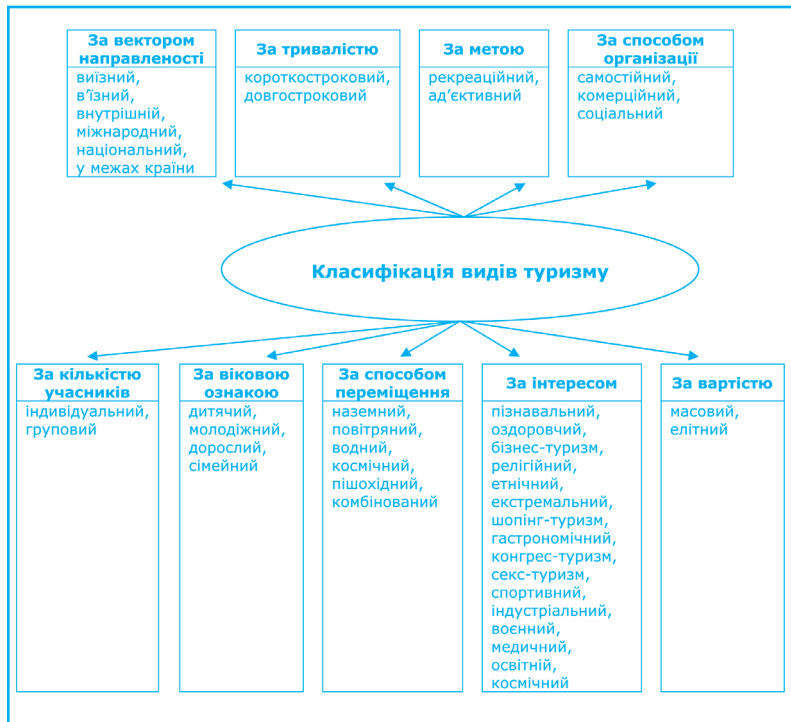 За вектором
направленості
виїзний,
в’їзний,
внутрішній,
міжнародний,
національний,
у межах країни
За тривалістю
короткостроковий,
довгостроковий
За метою
рекреаційний,
ад’єктивний
За способом
організації
самостійний,
комерційний,
соціальний
Класифікація видів туризму
За кількістю
учасників
індивідуальний,
груповий
За віковою
ознакою
дитячий,
молодіжний,
дорослий,
сімейний
За способом
переміщення
наземний,
повітряний,
водний,
космічний,
пішохідний,
комбінований
За інтересом
пізнавальний,
оздоровчий,
бізнес-туризм,
релігійний,
етнічний,
екстремальний,
шопінг-туризм,
гастрономічний,
конгрес-туризм,
секс-туризм,
спортивний,
індустріальний,
воєнний,
медичний,
освітній,
космічний
За вартістю
масовий,
елітний